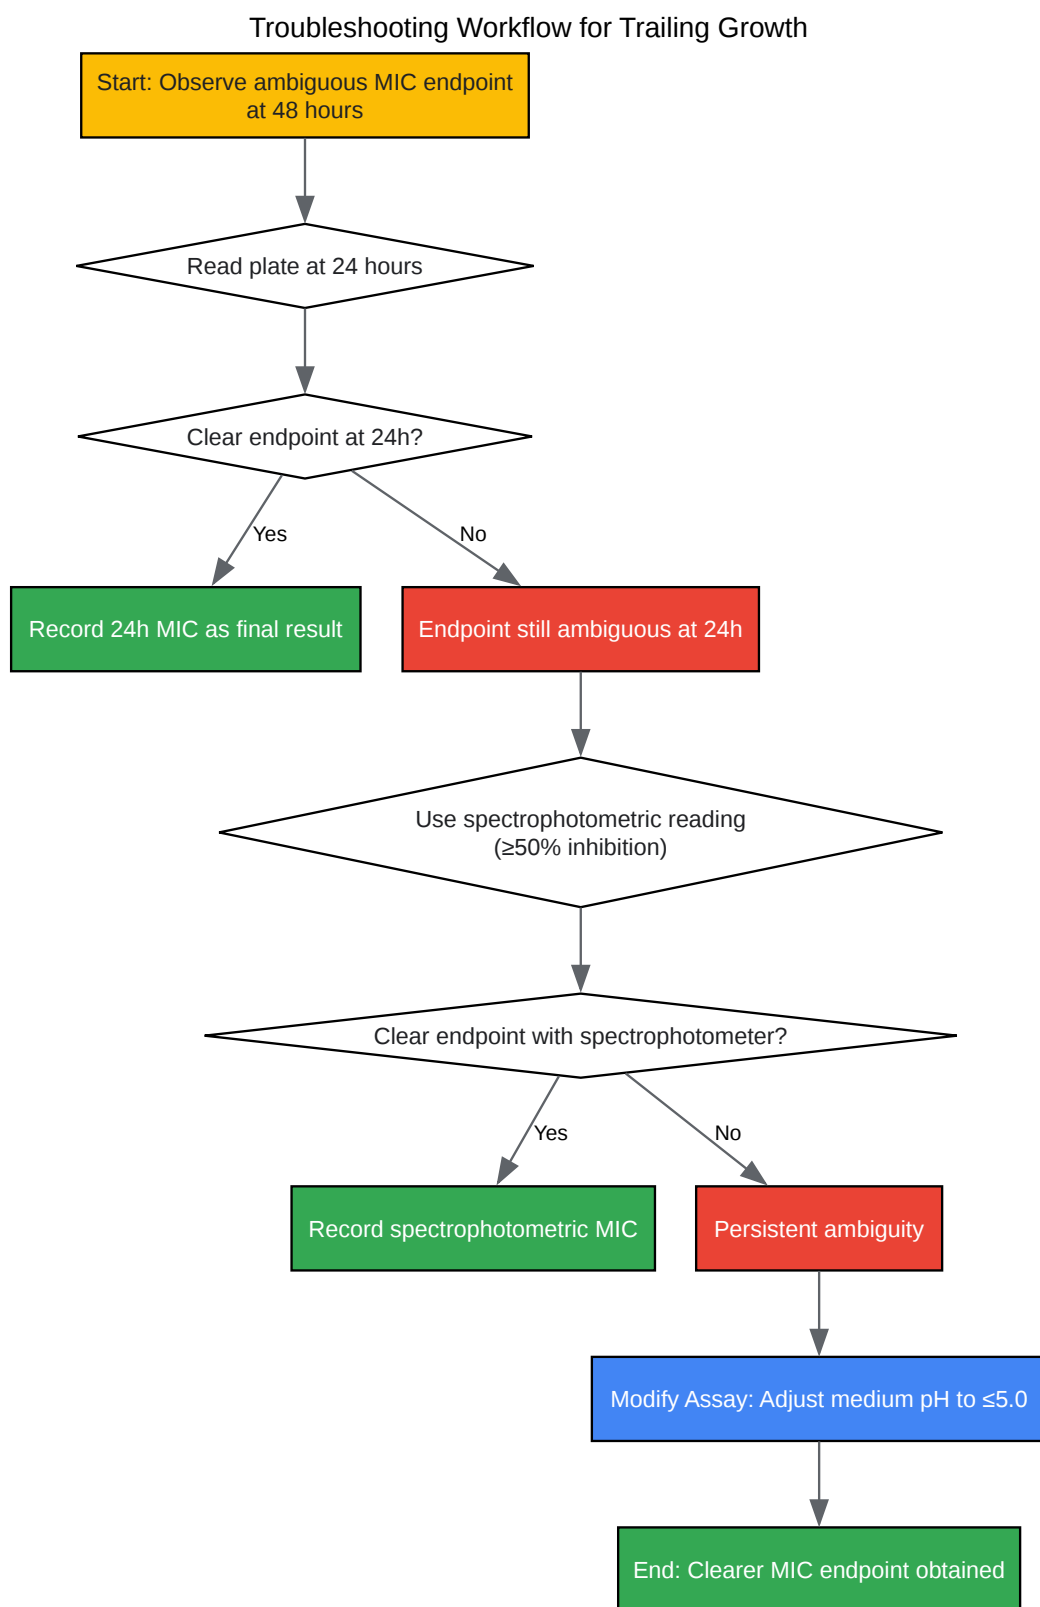 Troubleshooting Workflow for Trailing Growth
Start: Observe ambiguous MIC endpoint
at 48 hours
Read plate at 24 hours
Clear endpoint at 24h?
Yes
No
Record 24h MIC as final result
Endpoint still ambiguous at 24h
Use spectrophotometric reading
(≥50% inhibition)
Clear endpoint with spectrophotometer?
Yes
No
Record spectrophotometric MIC
Persistent ambiguity
Modify Assay: Adjust medium pH to ≤5.0
End: Clearer MIC endpoint obtained